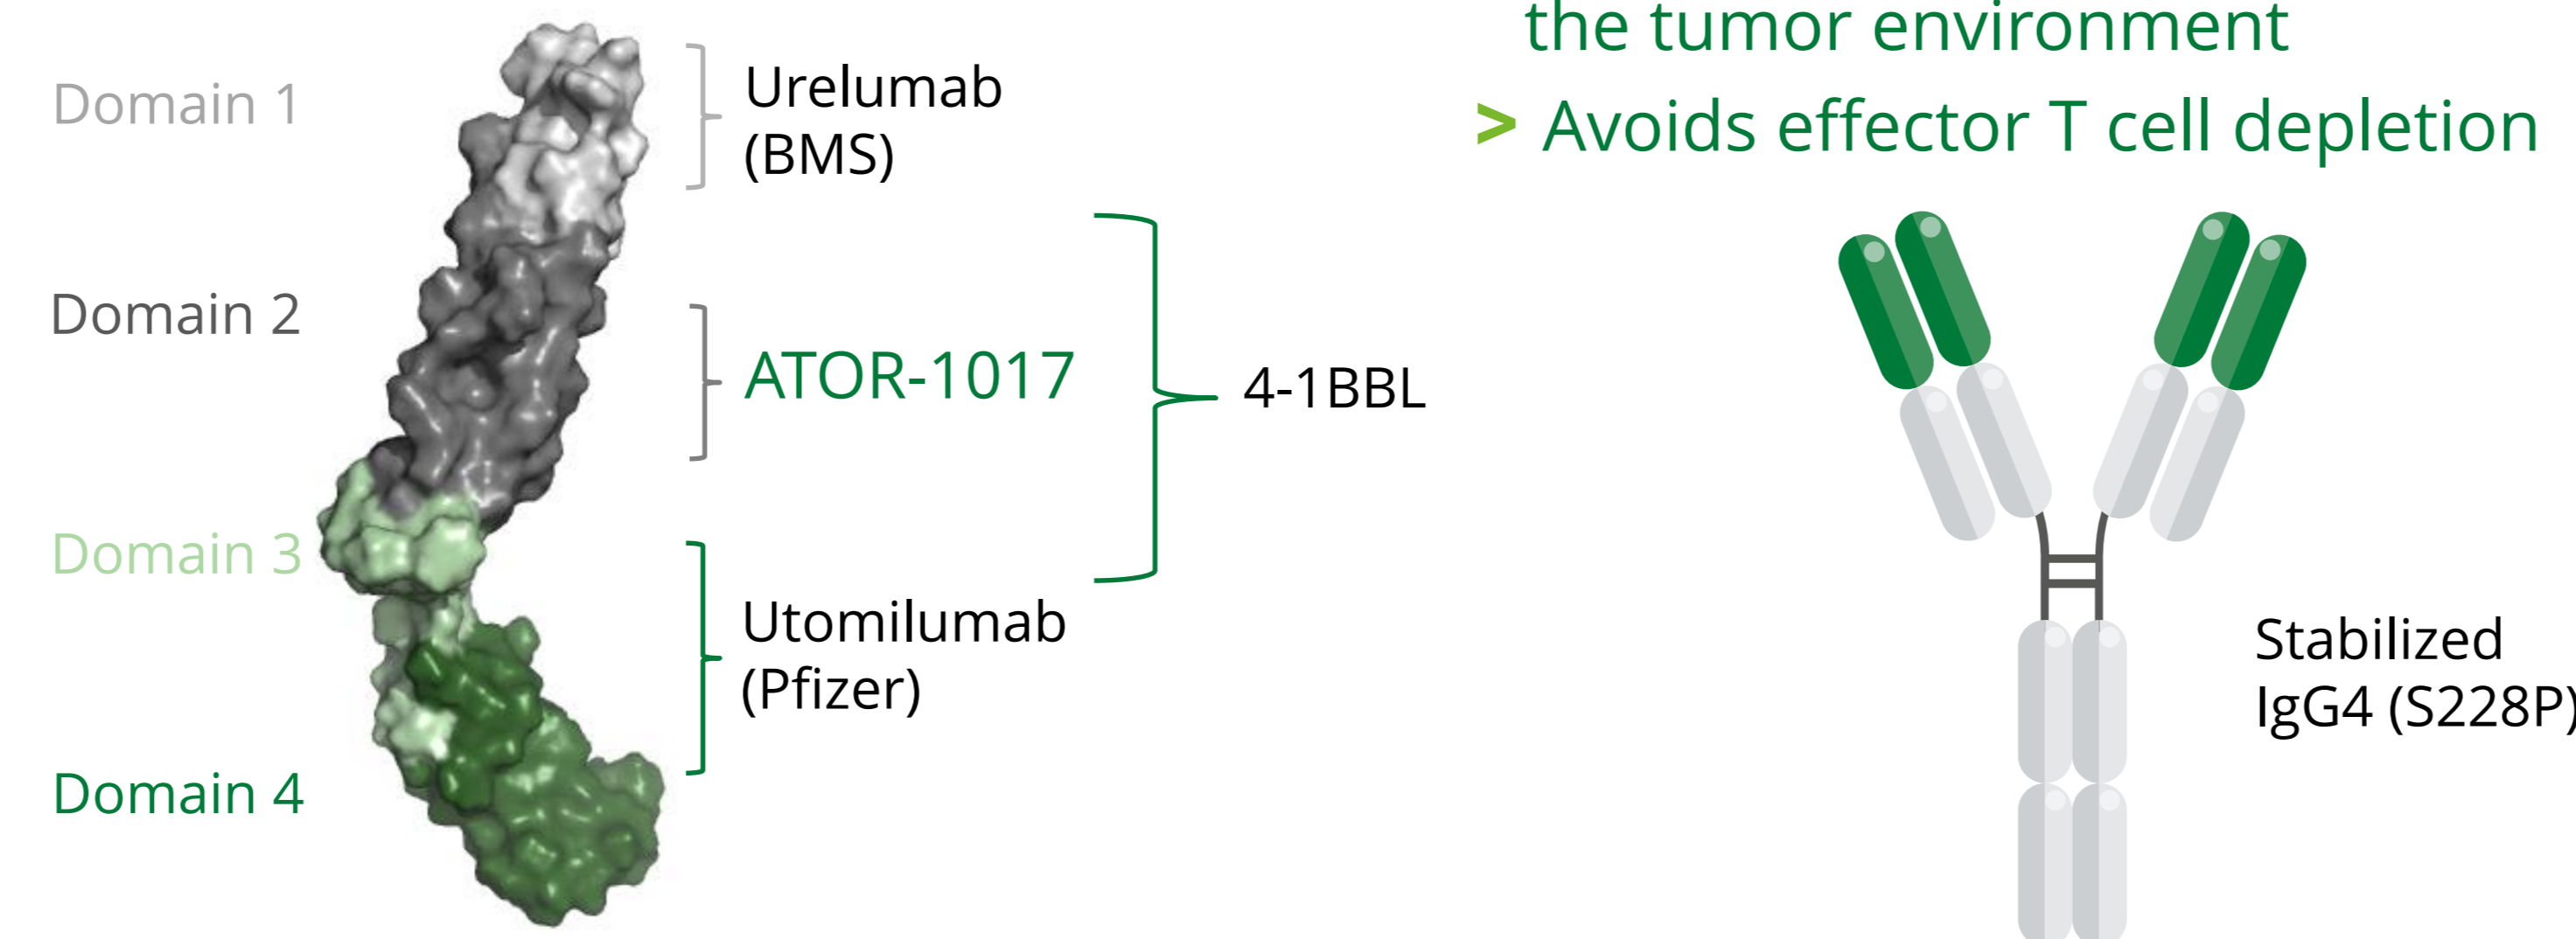 Domain 1
Domain 2
Domain 3
Domain 4
Urelumab
(BMS)
ATOR-1017
Utomilumab
(Pfizer)
4-1BBL
the tumor environment
> Avoids effector T cell depletion
Stabilized
IgG4 (S228P)